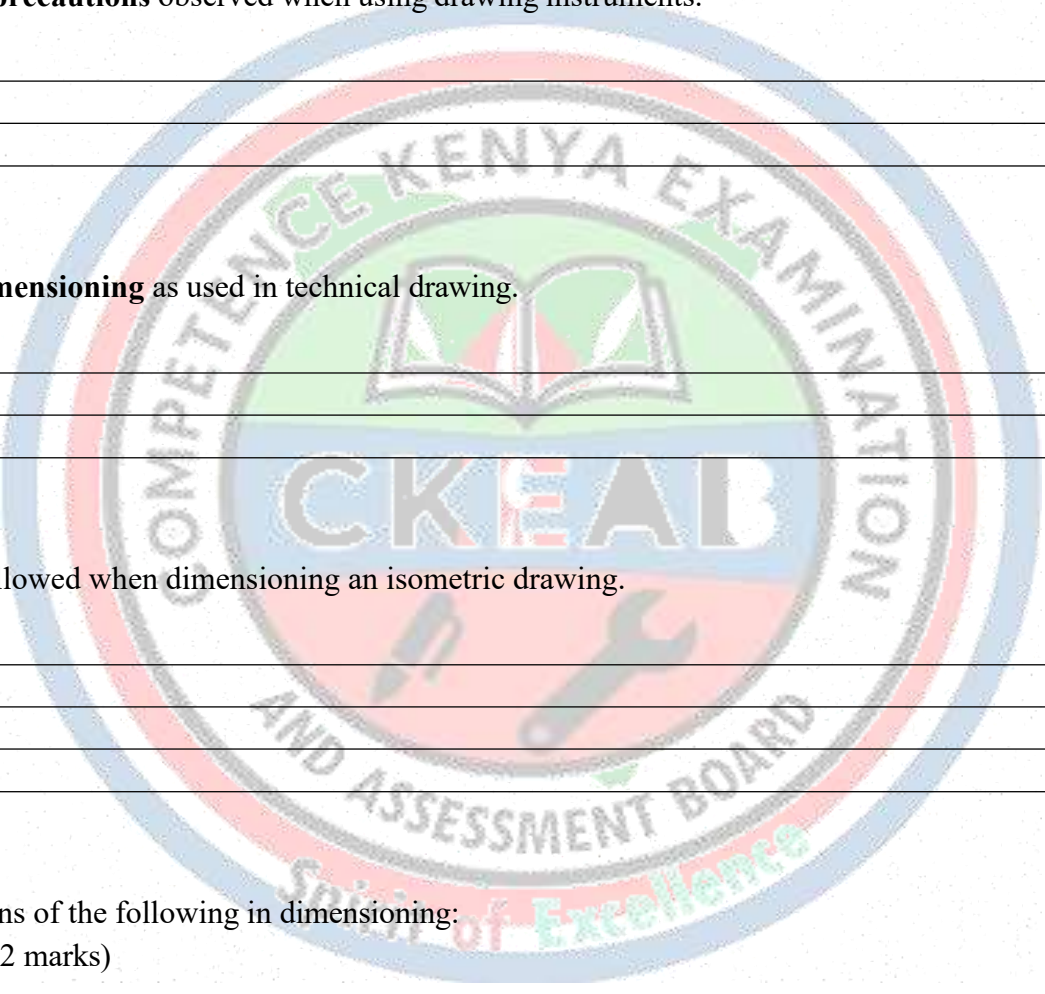 precautions observed when using drawing instruments.
COMPETENCE KENYA EXAMINATION
mensioning as used in technical drawing.
CKEAB
llowed when dimensioning an isometric drawing.
AND ASSESSMENT BOARD
Spirit of Excellence
ns of the following in dimensioning:
2 marks)